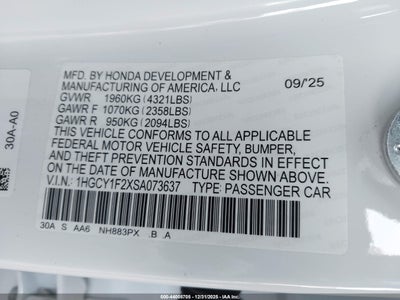 MFD. BY HONDA DEVELOPMENT &
MANUFACTURING OF AMERICA, LLC
09/'25
GVWR 1960KG (4321LBS)
GAWR F 1070KG (2358LBS)
GAWR R 950KG (2094LBS)
THIS VEHICLE CONFORMS TO ALL APPLICABLE
FEDERAL MOTOR VEHICLE SAFETY, BUMPER,
AND THEFT PREVENTION STANDARDS IN EFFECT
ON THE DATE OF MANUFACTURE SHOWN ABOVE.
V.I.N.: 1HGCY1F2XSA073637 TYPE: PASSENGER CAR
30A S AA6 NH883PX .B .A
30A-A0